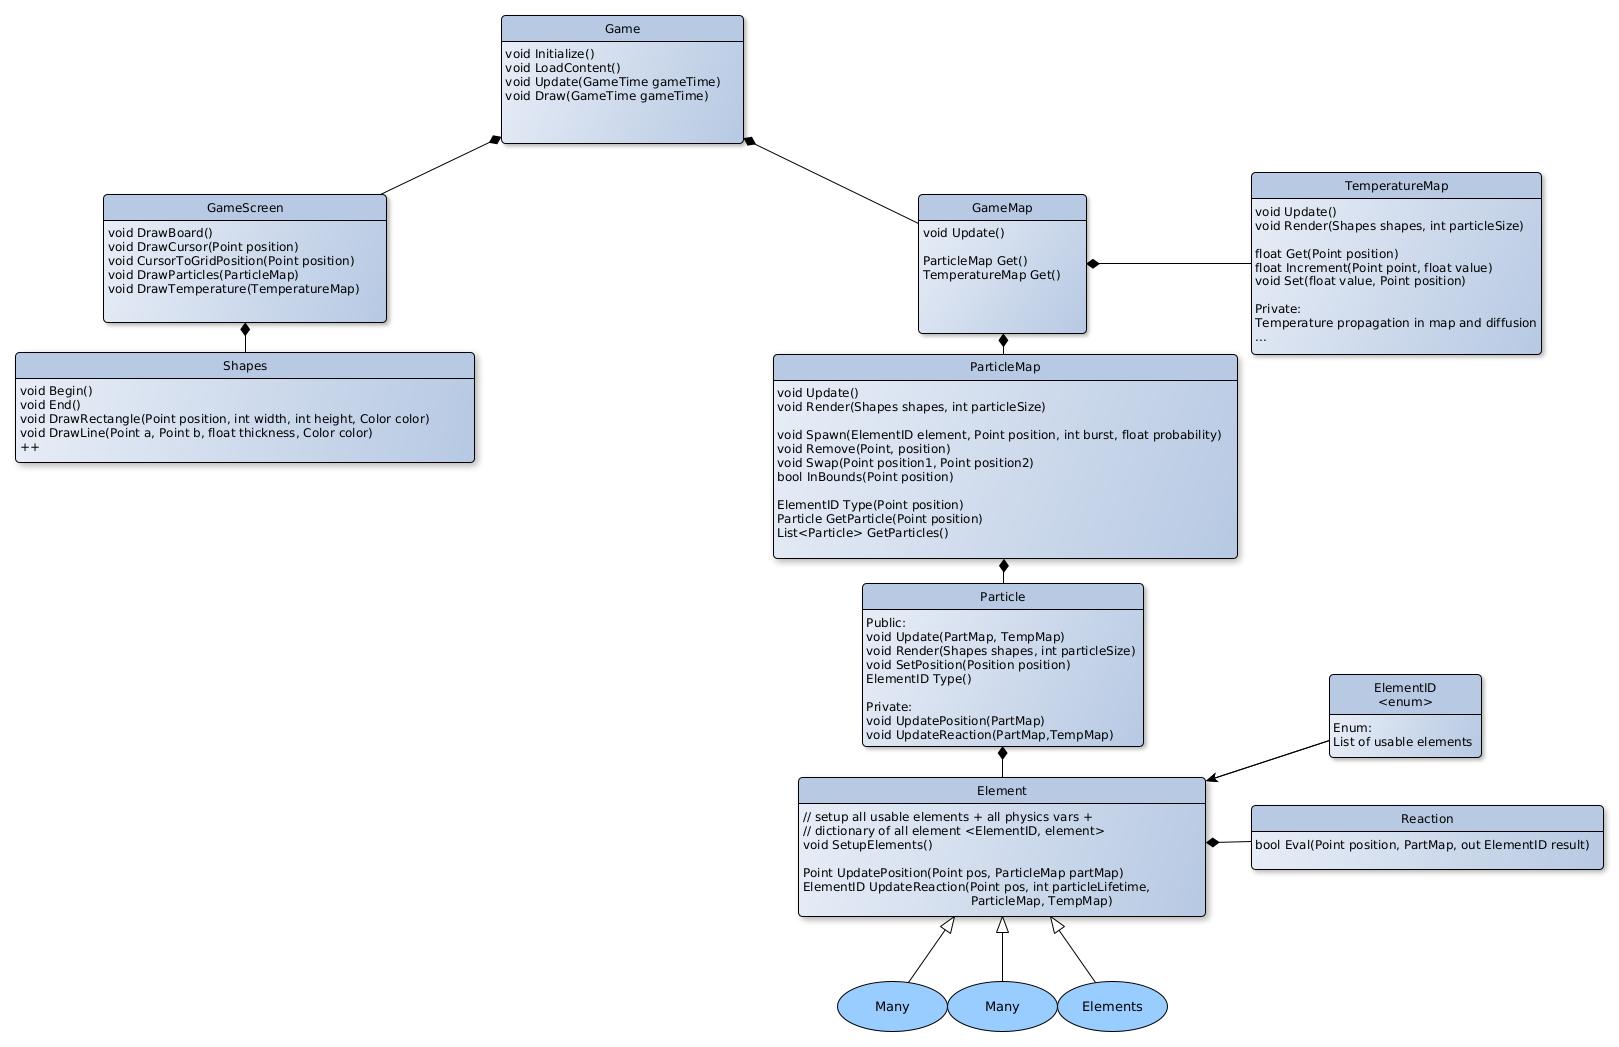 Game
void Initialize()
void LoadContent()
void Update(GameTime gameTime)
void Draw(GameTime gameTime)
GameScreen
void DrawBoard()
void DrawCursor(Point position)
void CursorToGridPosition(Point position)
void DrawParticles(ParticleMap)
void DrawTemperature(TemperatureMap)
Shapes
void Begin()
void End()
void DrawRectangle(Point position, int width, int height, Color color)
void DrawLine(Point a, Point b, float thickness, Color color)
++
GameMap
void Update()
ParticleMap Get()
TemperatureMap Get()
TemperatureMap
void Update()
void Render(Shapes shapes, int particleSize)
float Get(Point position)
float Increment(Point point, float value)
void Set(float value, Point position)
Private:
Temperature propagation in map and diffusion
...
ParticleMap
void Update()
void Render(Shapes shapes, int particleSize)
void Spawn(ElementID element, Point position, int burst, float probability)
void Remove(Point, position)
void Swap(Point position1, Point position2)
bool InBounds(Point position)
ElementID Type(Point position)
Particle GetParticle(Point position)
List<Particle> GetParticles()
Particle
Public:
void Update(PartMap, TempMap)
void Render(Shapes shapes, int particleSize)
void SetPosition(Position position)
ElementID Type()
Private:
void UpdatePosition(PartMap)
void UpdateReaction(PartMap,TempMap)
ElementID
<enum>
Enum:
List of usable elements
Element
// setup all usable elements + all physics vars +
// dictionary of all element <ElementID, element>
void SetupElements()
Point UpdatePosition(Point pos, ParticleMap partMap)
ElementID UpdateReaction(Point pos, int particleLifetime,
ParticleMap, TempMap)
Reaction
bool Eval(Point position, PartMap, out ElementID result)
Many
Many
Elements